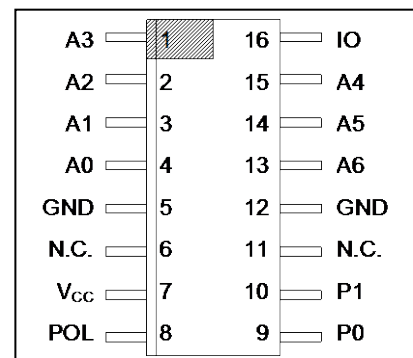 A3 1 16 IO
A2 2 15 A4
A1 3 14 A5
A0 4 13 A6
GND 5 12 GND
N.C. 6 11 N.C.
VCC 7 10 P1
POL 8 9 P0